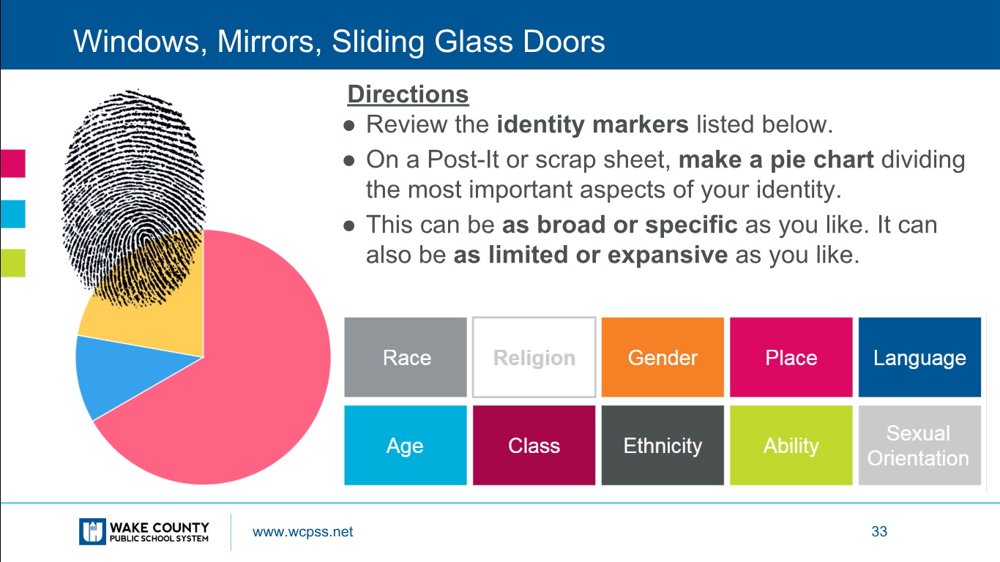 Windows, Mirrors, Sliding Glass Doors
Directions
● Review the identity markers listed below.
● On a Post-It or scrap sheet, make a pie chart dividing
the most important aspects of your identity.
● This can be as broad or specific as you like. It can
also be as limited or expansive as you like.
Race
Religion
Gender
Place
Language
Age
Class
Ethnicity
Ability
Sexual
Orientation
WAKE COUNTY
PUBLIC SCHOOL SYSTEM
www.wcpss.net
33